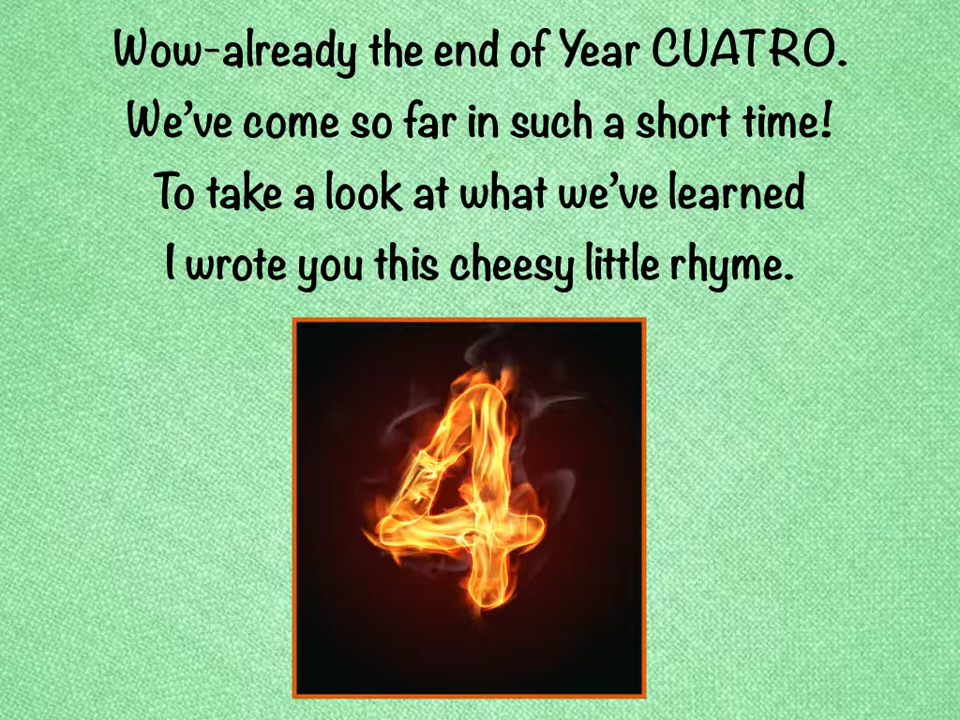 Wow-already the end of Year CUATRO.
We've come so far in such a short time!
To take a look at what we've learned
I wrote you this cheesy little rhyme.
4